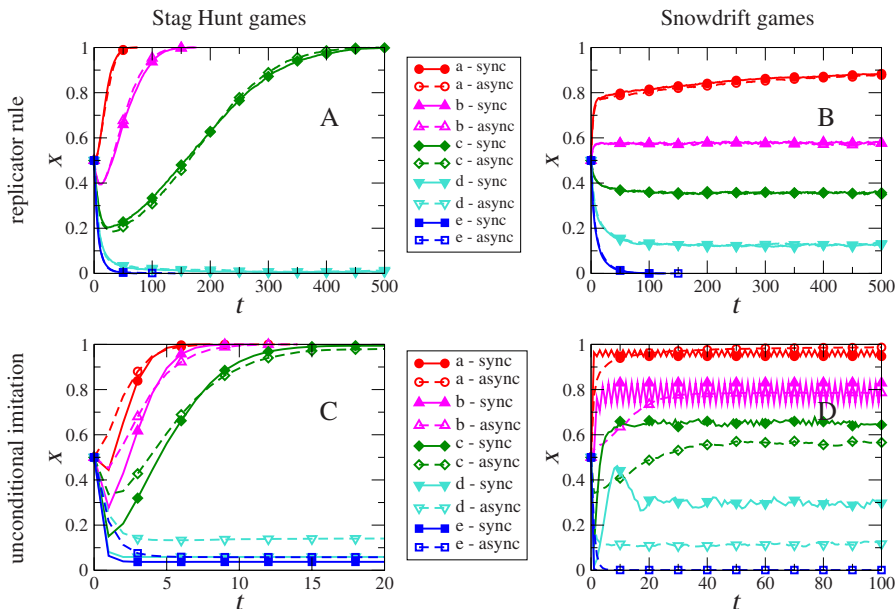 Stag Hunt games
Snowdrift games
replicator rule
x
1
0.8
0.6
0.4
0.2
0
0 100 200 300 400 500
t
A
a - sync
a - async
b - sync
b - async
c - sync
c - async
d - sync
d - async
e - sync
e - async
x
1
0.8
0.6
0.4
0.2
0
0 100 200 300 400 500
t
B
unconditional imitation
x
1
0.8
0.6
0.4
0.2
0
0 5 10 15 20
t
C
a - sync
a - async
b - sync
b - async
c - sync
c - async
d - sync
d - async
e - sync
e - async
x
1
0.8
0.6
0.4
0.2
0
0 20 40 60 80 100
t
D